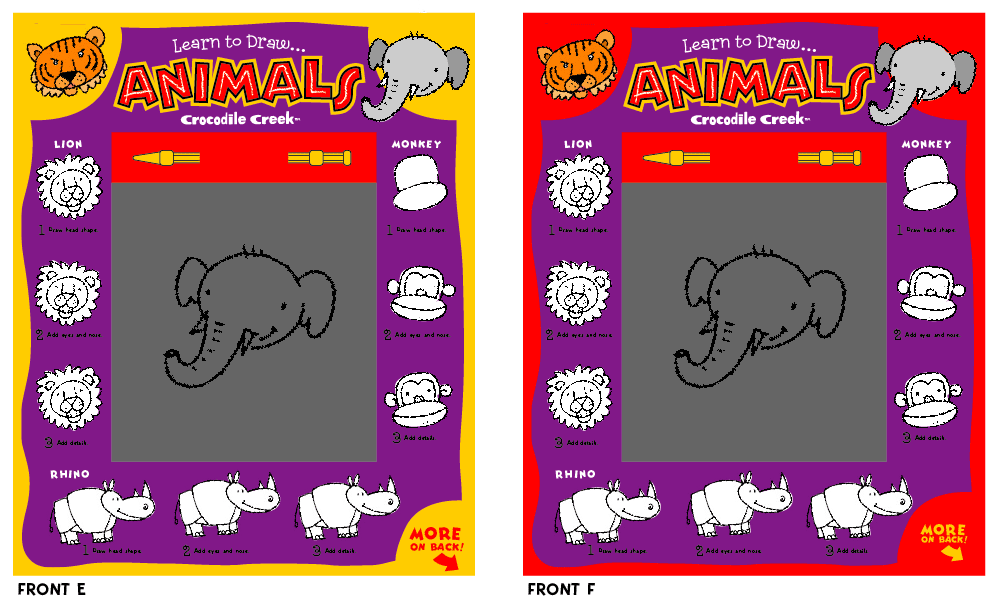 Learn to Draw...
ANIMALS
Crocodile Creek™
LION
MONKEY
1 Draw head shape
1 Draw head shape
2 Add eyes and nose
2 Add eyes and nose
3 Add details
3 Add details
RHINO
1 Draw head shape
2 Add eyes and nose
3 Add details
MORE
ON BACK!
FRONT E
Learn to Draw...
ANIMALS
Crocodile Creek™
LION
MONKEY
1 Draw head shape
1 Draw head shape
2 Add eyes and nose
2 Add eyes and nose
3 Add details
3 Add details
RHINO
1 Draw head shape
2 Add eyes and nose
3 Add details
MORE
ON BACK!
FRONT F